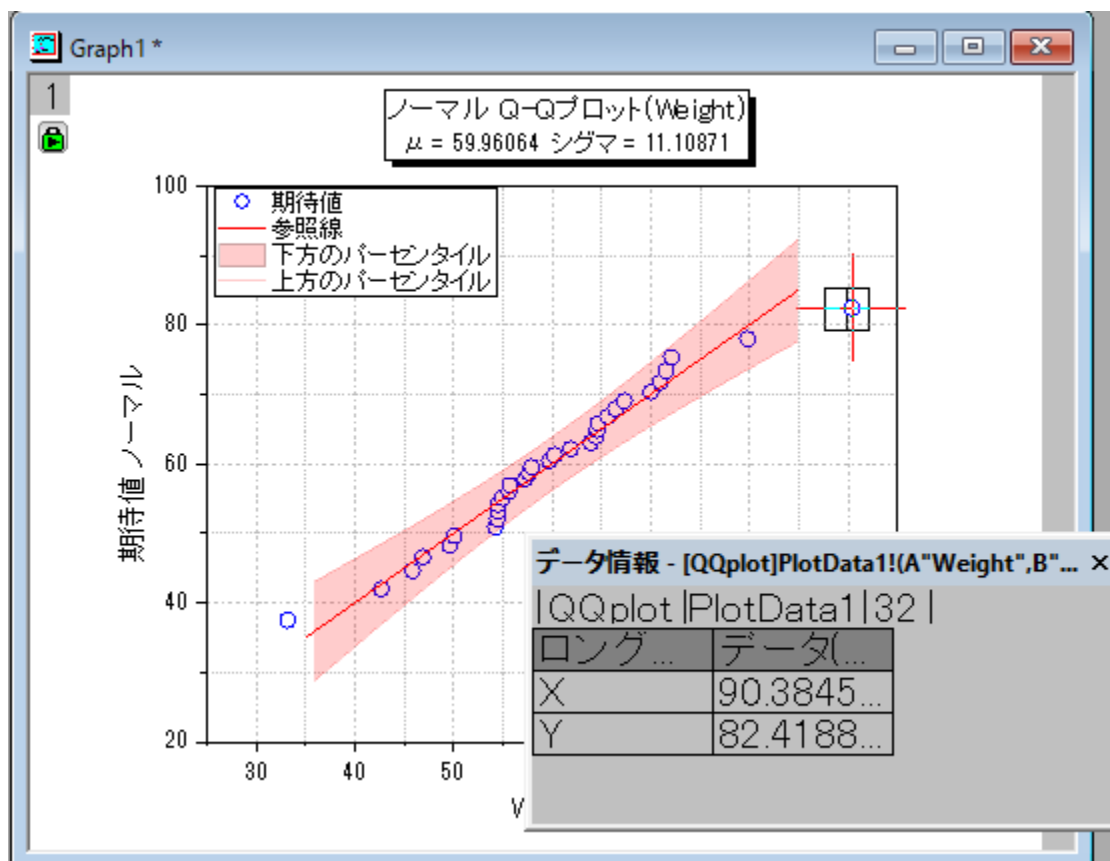 Graph1 *
1
ノーマル Q-Qプロット(Weight)
μ = 59.96064 シグマ = 11.10871
期待値
参照線
下方のパーセンタイル
上方のパーセンタイル
100
80
60
40
20
期待値 ノーマル
30
40
50
データ情報 - [QQplot]PlotData1!(A"Weight",B"...
|QQplot |PlotData1|32 |
ロング... データ(...
X 90.3845...
Y 82.4188...